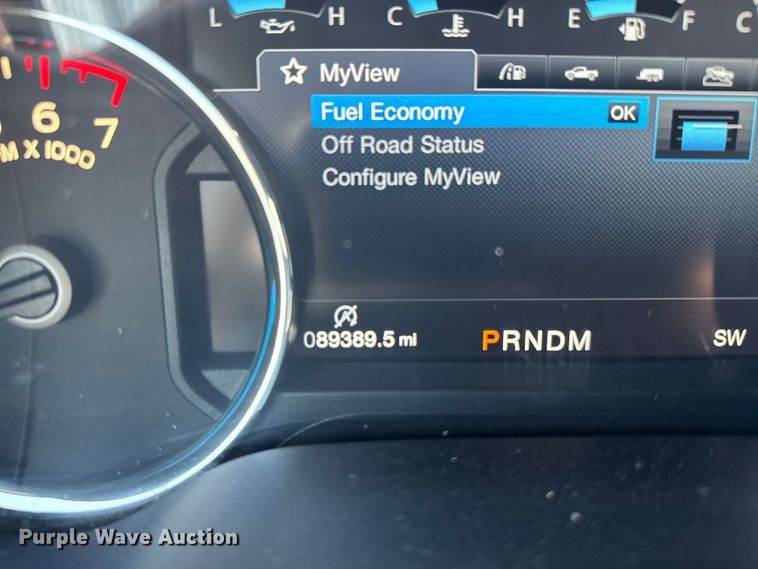 L H C H E F C
MyView
Fuel Economy OK
Off Road Status
Configure MyView
6 7
M X 1000
089389.5 mi PRNDM SW
Purple Wave Auction